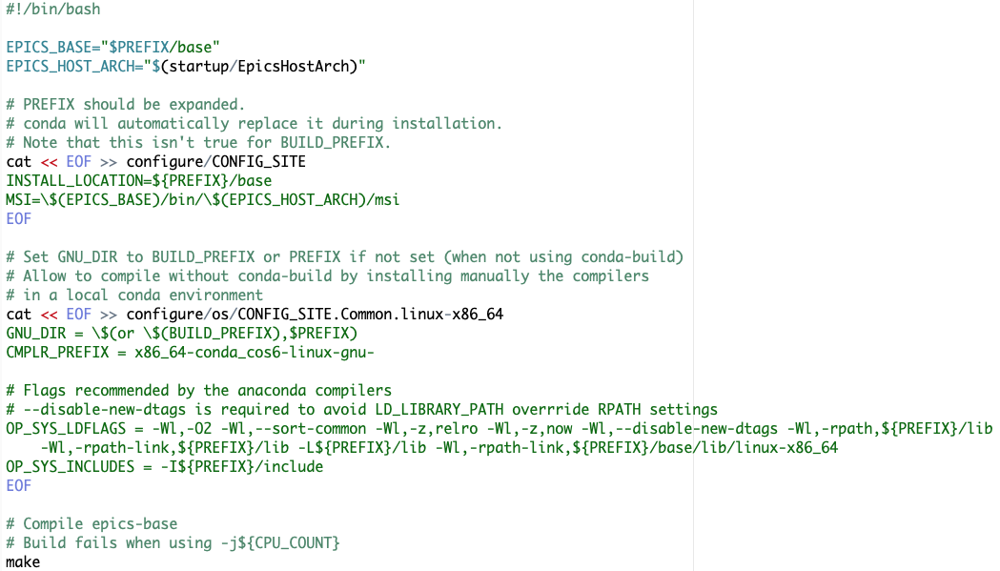 #!/bin/bash

EPICS_BASE="$PREFIX/base"
EPICS_HOST_ARCH="$(startup/EpicsHostArch)"

# PREFIX should be expanded.
# conda will automatically replace it during installation.
# Note that this isn't true for BUILD_PREFIX.
cat << EOF >> configure/CONFIG_SITE
INSTALL_LOCATION=${PREFIX}/base
MSI=\$(EPICS_BASE)/bin/\$(EPICS_HOST_ARCH)/msi
EOF

# Set GNU_DIR to BUILD_PREFIX or PREFIX if not set (when not using conda-build)
# Allow to compile without conda-build by installing manually the compilers
# in a local conda environment
cat << EOF >> configure/os/CONFIG_SITE.Common.linux-x86_64
GNU_DIR = \$(or \$(BUILD_PREFIX),$PREFIX)
CMPLR_PREFIX = x86_64-conda_cos6-linux-gnu-

# Flags recommended by the anaconda compilers
# --disable-new-dtags is required to avoid LD_LIBRARY_PATH overrride RPATH settings
OP_SYS_LDFLAGS = -Wl,-O2 -Wl,--sort-common -Wl,-z,relro -Wl,-z,now -Wl,--disable-new-dtags -Wl,-rpath,${PREFIX}/lib
    -Wl,-rpath-link,${PREFIX}/lib -L${PREFIX}/lib -Wl,-rpath-link,${PREFIX}/base/lib/linux-x86_64
OP_SYS_INCLUDES = -I${PREFIX}/include
EOF

# Compile epics-base
# Build fails when using -j${CPU_COUNT}
make